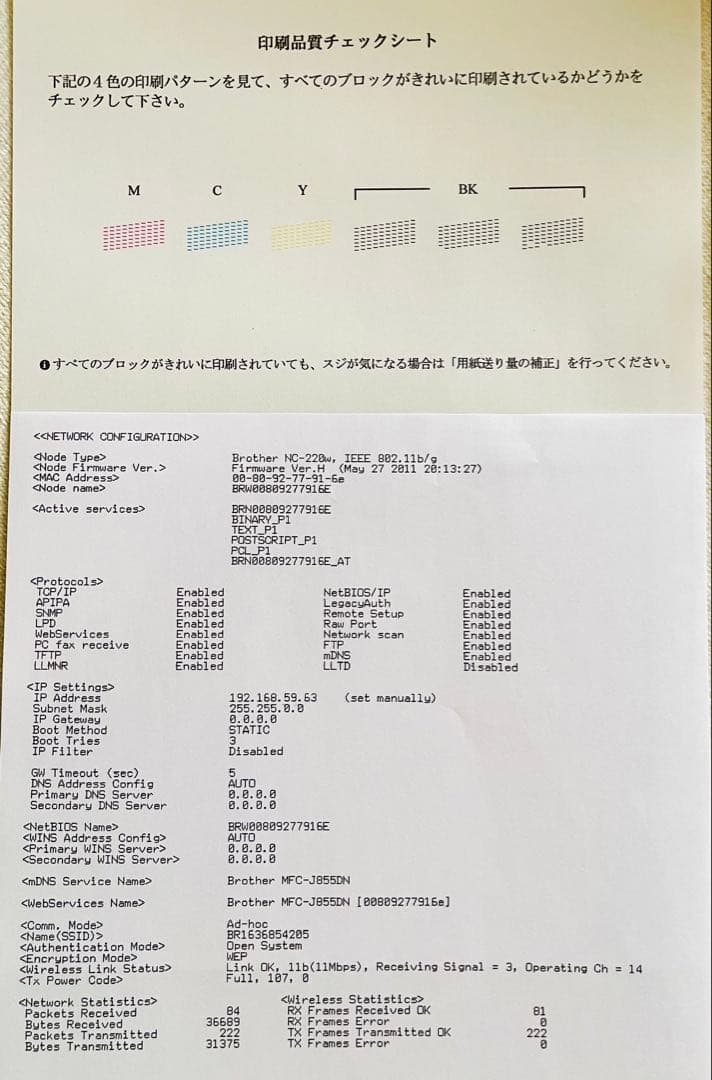 印刷品質チェックシート
下記の4色の印刷パターンを見て、すべてのブロックがきれいに印刷されているかどうかを
チェックして下さい。
M C Y BK
❶すべてのブロックがきれいに印刷されていても、スジが気になる場合は「用紙送り量の補正」を行ってください。
<<NETWORK CONFIGURATION>>
<Node Type> Brother NC-220w, IEEE 802.11b/g
<Node Firmware Ver.> Firmware Ver.H (May 27 2011 20:13:27)
<MAC Address> 00-80-92-77-91-6e
<Node name> BRW00809277916E
<Active services> BRN00809277916E
BINARY_P1
TEXT_P1
POSTSCRIPT_P1
PCL_P1
BRN00809277916E_AT
<Protocols>
TCP/IP Enabled NetBIOS/IP Enabled
APIPA Enabled LegacyAuth Enabled
SNMP Enabled Remote Setup Enabled
LPD Enabled Raw Port Enabled
WebServices Enabled Network scan Enabled
PC fax receive Enabled FTP Enabled
TFTP Enabled mDNS Enabled
LLMNR Enabled LLTD Disabled
<IP Settings>
IP Address 192.168.59.63 (set manually)
Subnet Mask 255.255.0.0
IP Gateway 0.0.0.0
Boot Method STATIC
Boot Tries 3
IP Filter Disabled
GW Timeout (sec) 5
DNS Address Config AUTO
Primary DNS Server 0.0.0.0
Secondary DNS Server 0.0.0.0
<NetBIOS Name> BRW00809277916E
<WINS Address Config> AUTO
<Primary WINS Server> 0.0.0.0
<Secondary WINS Server> 0.0.0.0
<mDNS Service Name> Brother MFC-J855DN
<WebServices Name> Brother MFC-J855DN [00809277916e]
<Comm. Mode> Ad-hoc
<Name(SSID)> BR1636854205
<Authentication Mode> Open System
<Encryption Mode> WEP
<Wireless Link Status> Link OK, 11b(11Mbps), Receiving Signal = 3, Operating Ch = 14
<Tx Power Code> Full, 107, 0
<Network Statistics> <Wireless Statistics>
Packets Received 84 RX Frames Received OK 81
Bytes Received 36689 RX Frames Error 0
Packets Transmitted 222 TX Frames Transmitted OK 222
Bytes Transmitted 31375 TX Frames Error 0